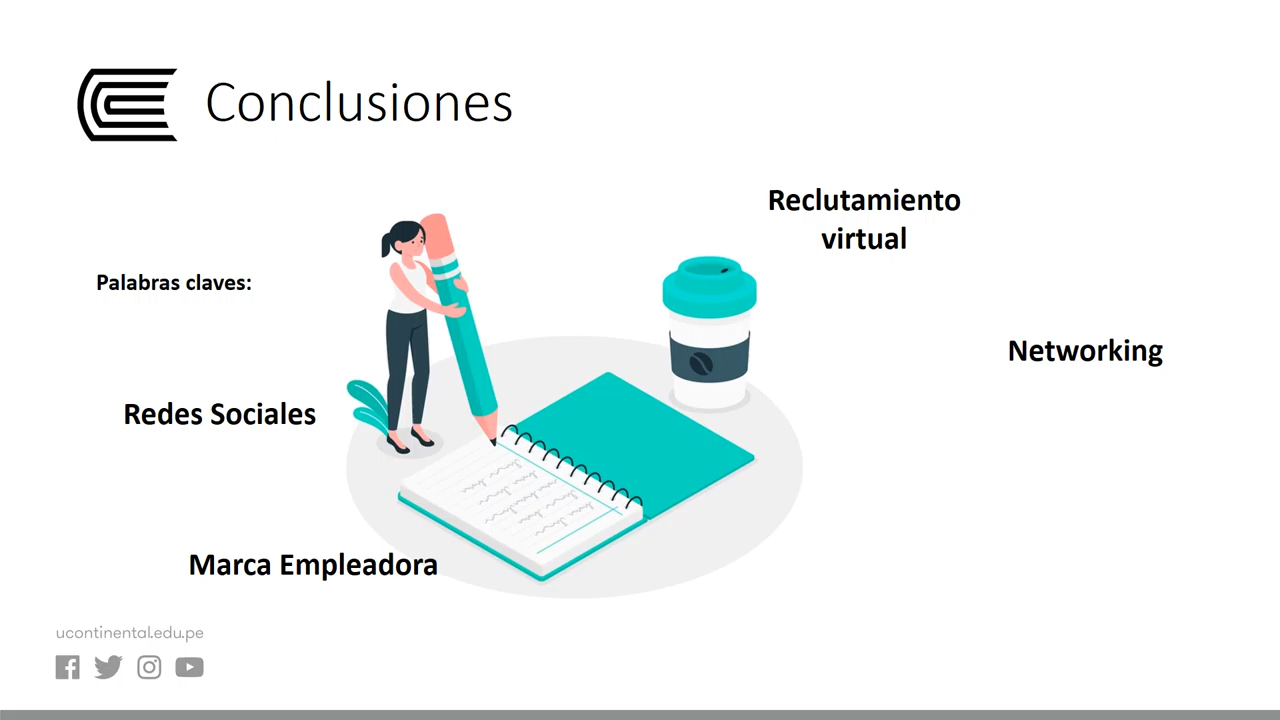 Conclusiones
Reclutamiento
virtual
Palabras claves:
Networking
Redes Sociales
Marca Empleadora
ucontinental.edu.pe